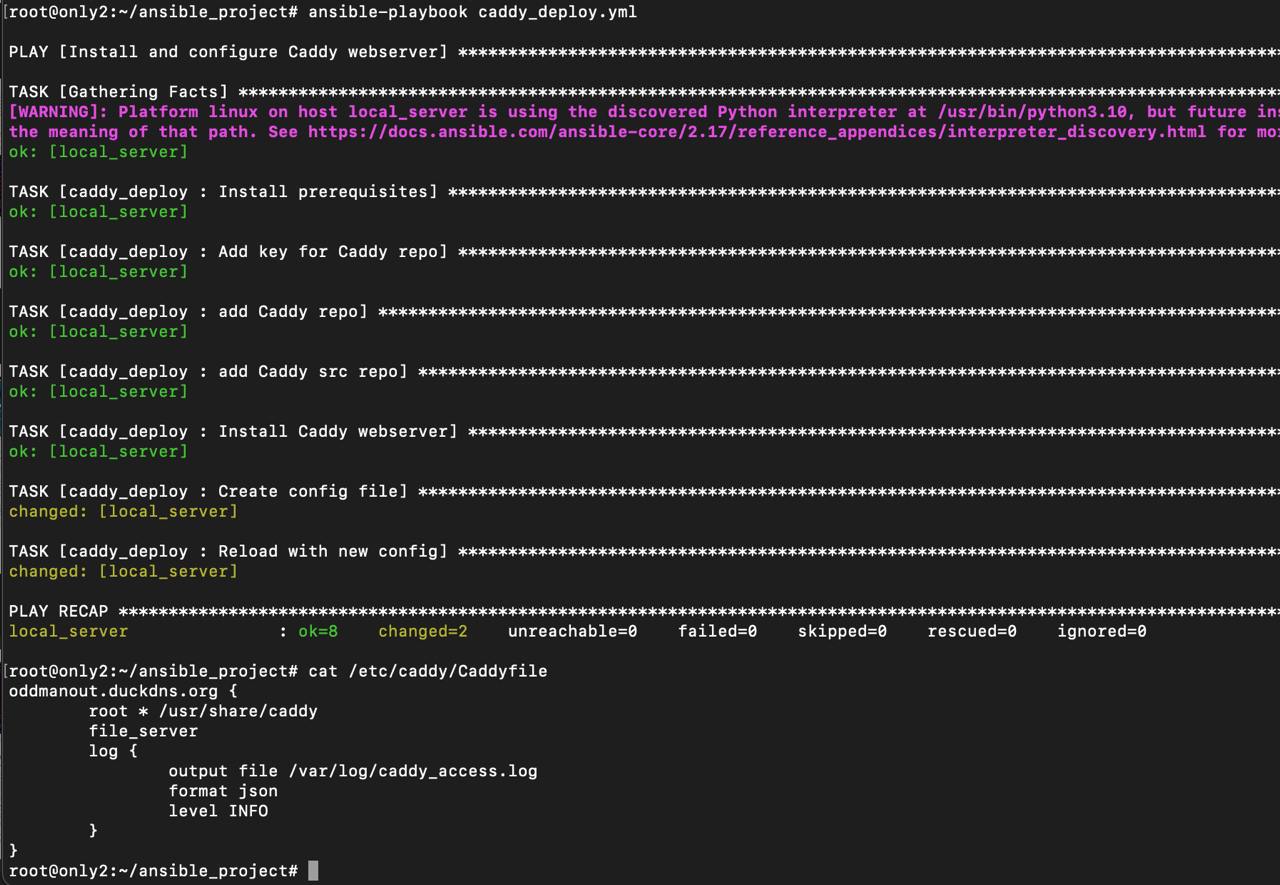 [root@only2:~/ansible_project# ansible-playbook caddy_deploy.yml
PLAY [Install and configure Caddy webserver] **********************************************************************************
TASK [Gathering Facts] ********************************************************************************************************
[WARNING]: Platform linux on host local_server is using the discovered Python interpreter at /usr/bin/python3.10, but future ins
the meaning of that path. See https://docs.ansible.com/ansible-core/2.17/reference_appendices/interpreter_discovery.html for mo
ok: [local_server]
TASK [caddy_deploy : Install prerequisites] ***********************************************************************************
ok: [local_server]
TASK [caddy_deploy : Add key for Caddy repo] **********************************************************************************
ok: [local_server]
TASK [caddy_deploy : add Caddy repo] ******************************************************************************************
ok: [local_server]
TASK [caddy_deploy : add Caddy src repo] **************************************************************************************
ok: [local_server]
TASK [caddy_deploy : Install Caddy webserver] *********************************************************************************
ok: [local_server]
TASK [caddy_deploy : Create config file] **************************************************************************************
changed: [local_server]
TASK [caddy_deploy : Reload with new config] **********************************************************************************
changed: [local_server]
PLAY RECAP ********************************************************************************************************************
local_server               : ok=8    changed=2    unreachable=0    failed=0    skipped=0    rescued=0    ignored=0
[root@only2:~/ansible_project# cat /etc/caddy/Caddyfile
oddmanout.duckdns.org {
        root * /usr/share/caddy
        file_server
        log {
                output file /var/log/caddy_access.log
                format json
                level INFO
        }
}
root@only2:~/ansible_project#